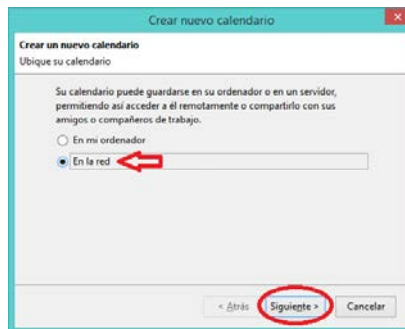 Crear nuevo calendario
Crear un nuevo calendario
Ubique su calendario
Su calendario puede guardarse en su ordenador o en un servidor,
permitiendo así acceder a él remotamente o compartirlo con sus
amigos o compañeros de trabajo.
En mi ordenador
En la red
< Atrás Siguiente > Cancelar